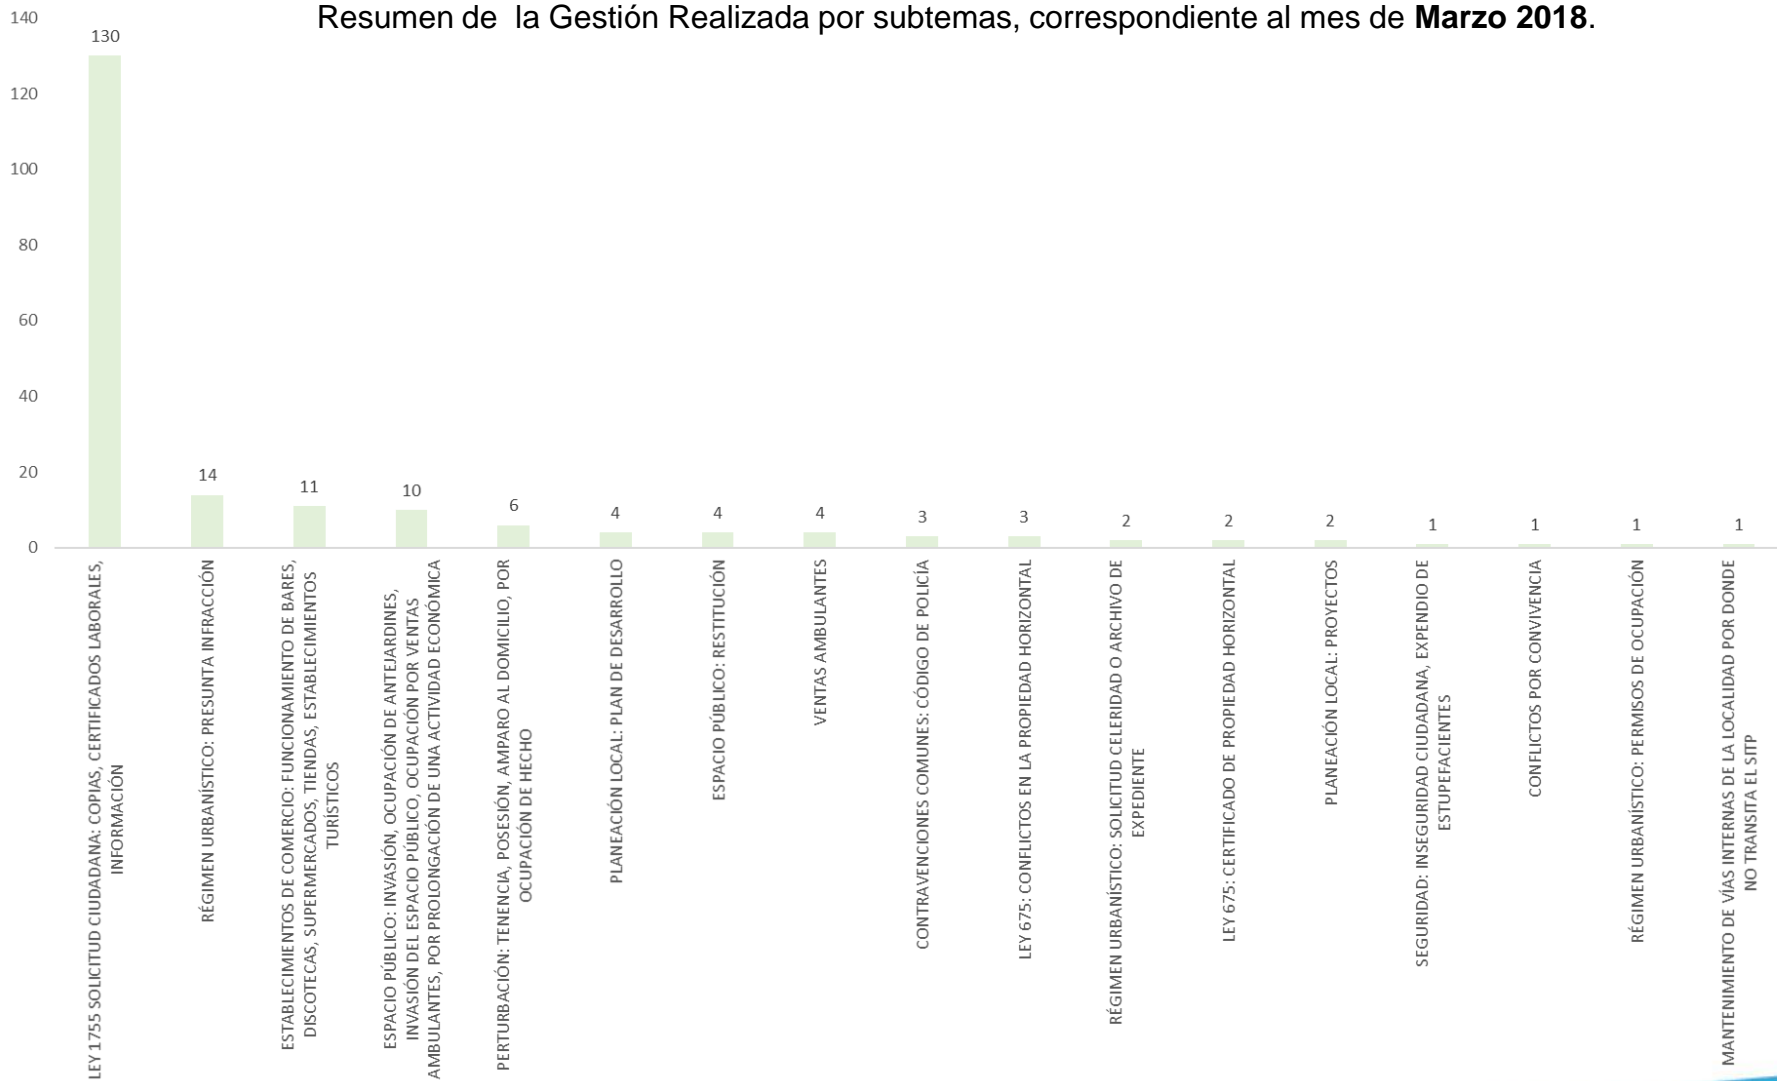 Resumen de  la Gestión Realizada por subtemas, correspondiente al mes de Marzo 2018.
140
120
100
80
60
40
20
0
130
14
11
10
6
4
4
4
3
3
2
2
2
1
1
1
1
LEY 1755 SOLICITUD CIUDADANA: COPIAS, CERTIFICADOS LABORALES,
INFORMACIÓN
RÉGIMEN URBANÍSTICO: PRESUNTA INFRACCIÓN
ESTABLECIMIENTOS DE COMERCIO: FUNCIONAMIENTO DE BARES,
DISCOTECAS, SUPERMERCADOS, TIENDAS, ESTABLECIMIENTOS
TURÍSTICOS
ESPACIO PÚBLICO: INVASIÓN, OCUPACIÓN DE ANTEJARDINES,
INVASIÓN DEL ESPACIO PÚBLICO, OCUPACIÓN POR VENTAS
AMBULANTES, POR PROLONGACIÓN DE UNA ACTIVIDAD ECONÓMICA
PERTURBACIÓN: TENENCIA, POSESIÓN, AMPARO AL DOMICILIO, POR
OCUPACIÓN DE HECHO
PLANEACIÓN LOCAL: PLAN DE DESARROLLO
ESPACIO PÚBLICO: RESTITUCIÓN
VENTAS AMBULANTES
CONTRAVENCIONES COMUNES: CÓDIGO DE POLICÍA
LEY 675: CONFLICTOS EN LA PROPIEDAD HORIZONTAL
RÉGIMEN URBANÍSTICO: SOLICITUD CELERIDAD O ARCHIVO DE
EXPEDIENTE
LEY 675: CERTIFICADO DE PROPIEDAD HORIZONTAL
PLANEACIÓN LOCAL: PROYECTOS
SEGURIDAD: INSEGURIDAD CIUDADANA, EXPENDIO DE
ESTUPEFACIENTES
CONFLICTOS POR CONVIVENCIA
RÉGIMEN URBANÍSTICO: PERMISOS DE OCUPACIÓN
MANTENIMIENTO DE VÍAS INTERNAS DE LA LOCALIDAD POR DONDE
NO TRANSITA EL SITP